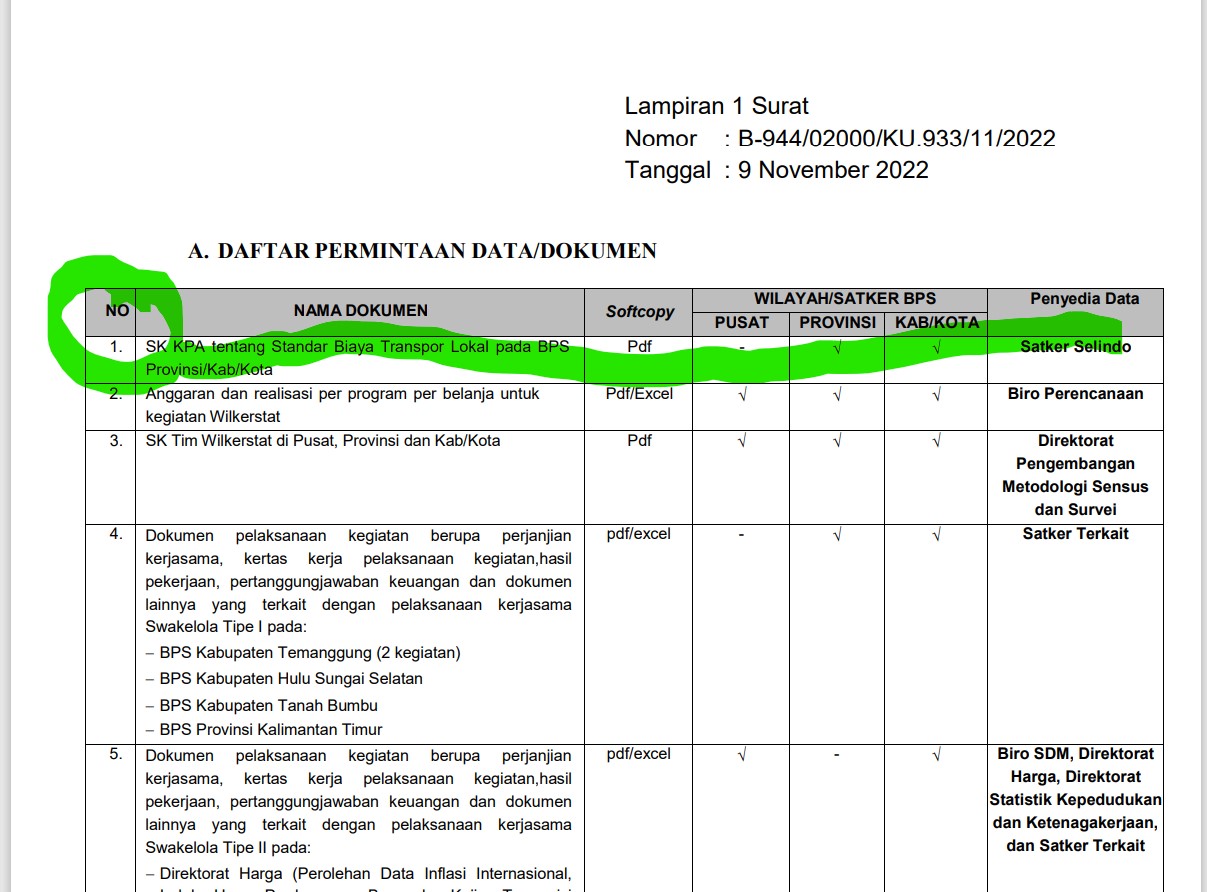 Lampiran 1 Surat
Nomor : B-944/02000/KU.933/11/2022
Tanggal : 9 November 2022
A. DAFTAR PERMINTAAN DATA/DOKUMEN
NO NAMA DOKUMEN Softcopy WILAYAH/SATKER BPS Penyedia Data
PUSAT PROVINSI KAB/KOTA
1. SK KPA tentang Standar Biaya Transpor Lokal pada BPS Pdf - √ √ Satker Selindo
Provinsi/Kab/Kota
2. Anggaran dan realisasi per program per belanja untuk Pdf/Excel √ √ √ Biro Perencanaan
kegiatan Wilkerstat
3. SK Tim Wilkerstat di Pusat, Provinsi dan Kab/Kota Pdf √ √ √ Direktorat
Pengembangan
Metodologi Sensus
dan Survei
4. Dokumen pelaksanaan kegiatan berupa perjanjian pdf/excel - √ √ Satker Terkait
kerjasama, kertas kerja pelaksanaan kegiatan,hasil
pekerjaan, pertanggungjawaban keuangan dan dokumen
lainnya yang terkait dengan pelaksanaan kerjasama
Swakelola Tipe I pada:
– BPS Kabupaten Temanggung (2 kegiatan)
– BPS Kabupaten Hulu Sungai Selatan
– BPS Kabupaten Tanah Bumbu
– BPS Provinsi Kalimantan Timur
5. Dokumen pelaksanaan kegiatan berupa perjanjian pdf/excel √ - √ Biro SDM, Direktorat
kerjasama, kertas kerja pelaksanaan kegiatan,hasil Harga, Direktorat
pekerjaan, pertanggungjawaban keuangan dan dokumen Statistik Kepedudukan
lainnya yang terkait dengan pelaksanaan kerjasama dan Ketenagakerjaan,
Swakelola Tipe II pada: dan Satker Terkait
– Direktorat Harga (Perolehan Data Inflasi Internasional,